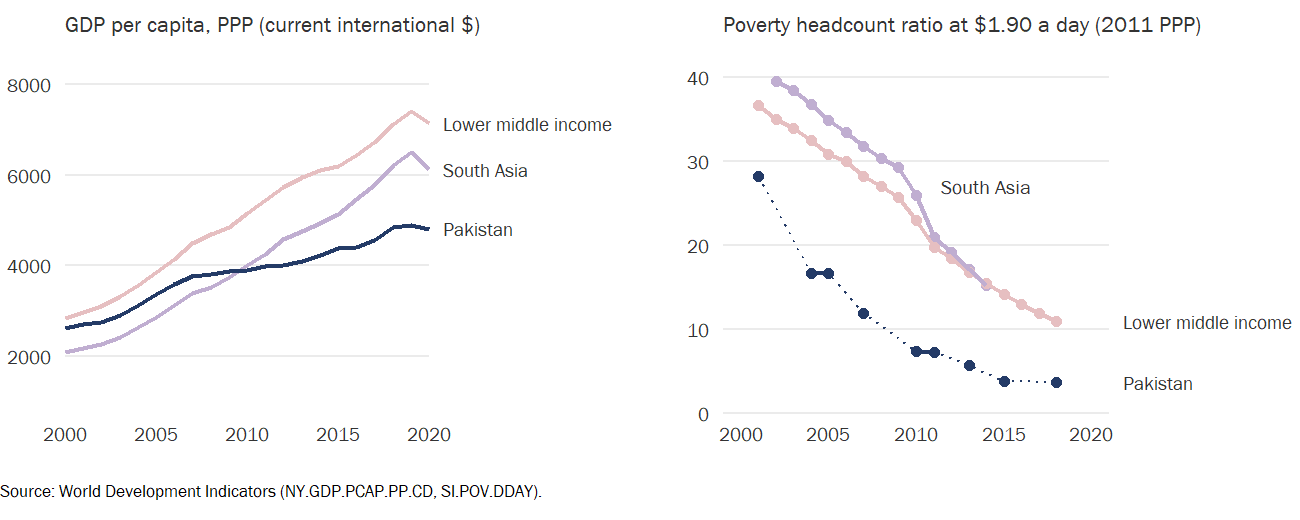 GDP per capita, PPP (current international $)
8000
6000
4000
2000
Lower middle income
South Asia
Pakistan
2000 2005 2010 2015 2020
Poverty headcount ratio at $1.90 a day (2011 PPP)
40
30
20
10
0
South Asia
Lower middle income
Pakistan
2000 2005 2010 2015 2020
Source: World Development Indicators (NY.GDP.PCAP.PP.CD, SI.POV.DDAY).